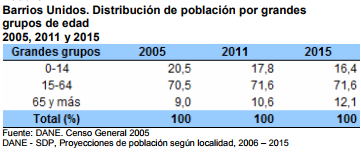 Barrios Unidos. Distribución de población por grandes
grupos de edad
2005, 2011 y 2015
Grandes grupos 2005 2011 2015
0-14 20,5 17,8 16,4
15-64 70,5 71,6 71,6
65 y más 9,0 10,6 12,1
Total (%) 100 100 100
Fuente: DANE. Censo General 2005
DANE - SDP, Proyecciones de población según localidad, 2006 – 2015